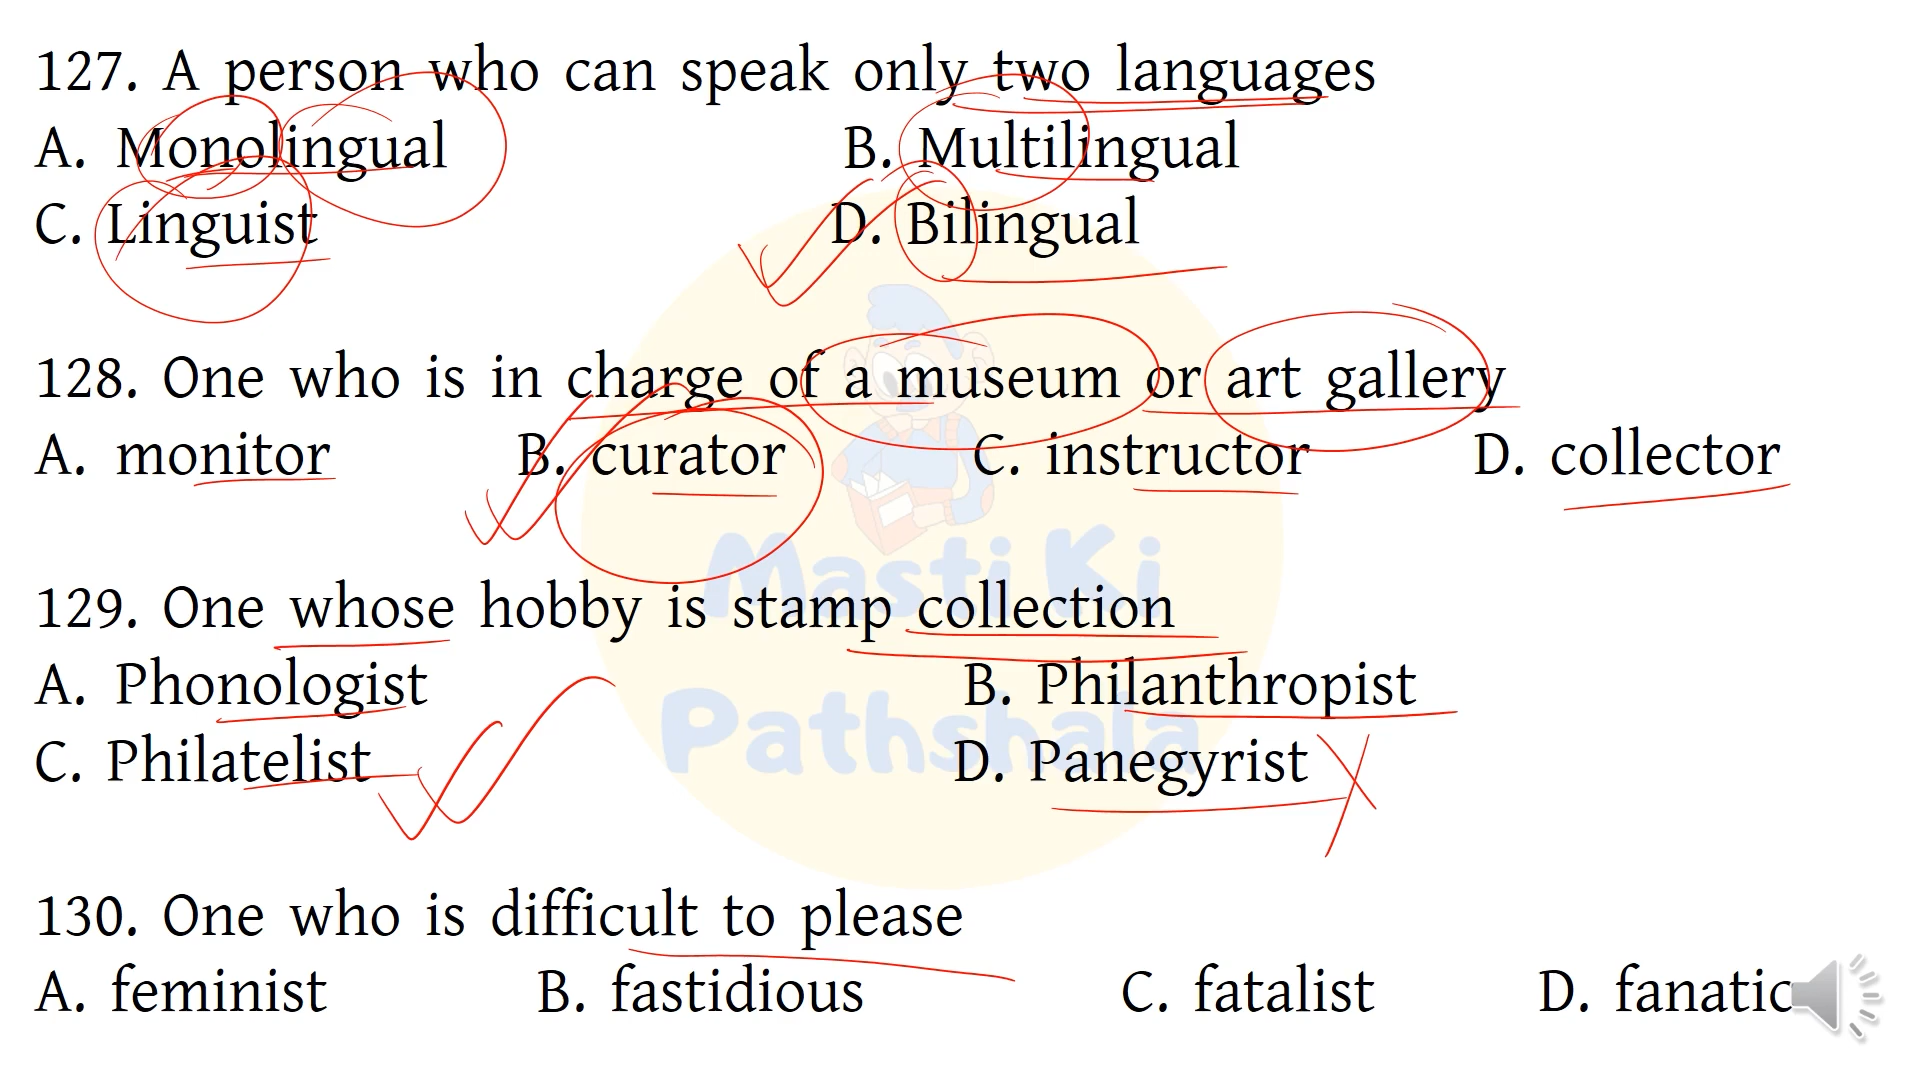 127. A person who can speak only two languages
A. Monolingual B. Multilingual
C. Linguist D. Bilingual
128. One who is in charge of a museum or art gallery
A. monitor B. curator C. instructor D. collector
129. One whose hobby is stamp collection
A. Phonologist B. Philanthropist
C. Philatelist D. Panegyrist
130. One who is difficult to please
A. feminist B. fastidious C. fatalist D. fanatic
Masti Ki
Pathshala